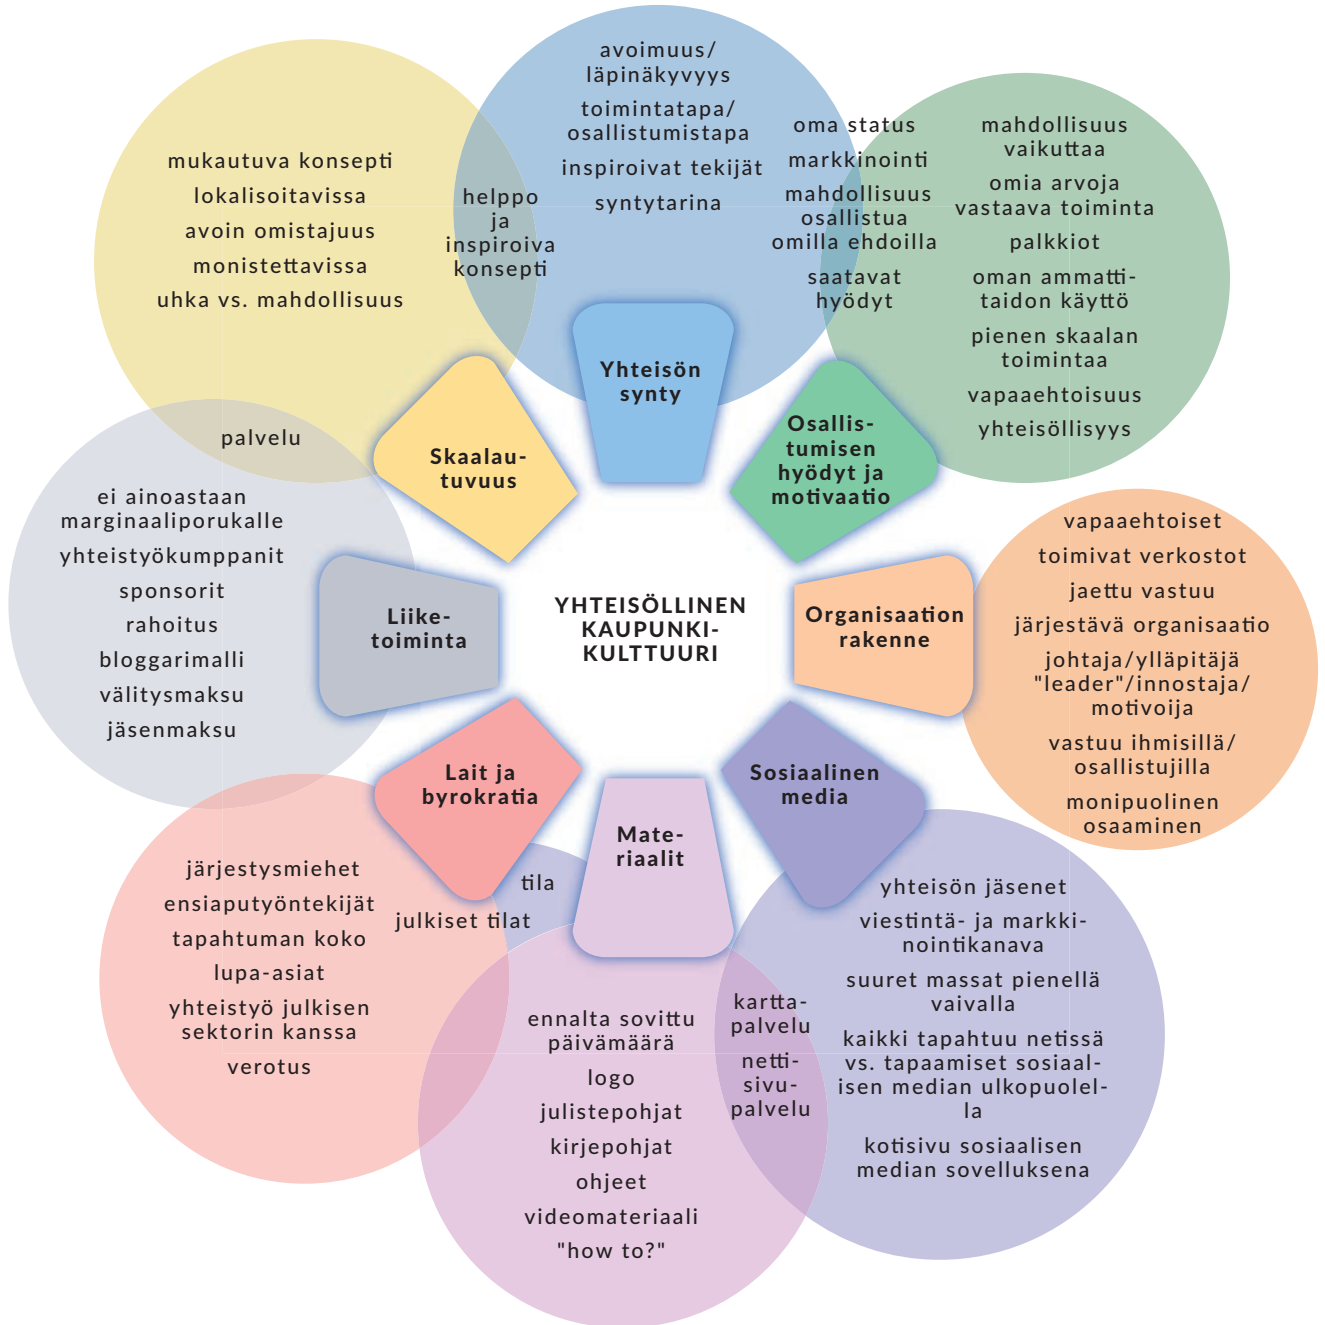 avoimuus/
läpinäkyvyys
toimintatapa/
osallistumistapa
inspiroivat tekijät
syntytarina
oma status
markkinointi
mahdollisuus
osallistua
omilla ehdoilla
saatavat
hyödyt
mahdollisuus
vaikuttaa
omia arvoja
vastaava toiminta
palkkiot
oman ammatti-
taidon käyttö
pienen skaalan
toimintaa
vapaaehtoisuus
yhteisöllisyys
mukautuva konsepti
lokalisoitavissa
avoin omistajuus
monistettavissa
uhka vs. mahdollisuus
helppo
ja
inspiroiva
konsepti
Yhteisön
synty
Osallis-
tumisen
hyödyt ja
motivaatio
Skaalau-
tuvuus
palvelu
ei ainoastaan
marginaaliporukalle
yhteistyökumppanit
sponsorit
rahoitus
bloggarimalli
välitysmaksu
jäsenmaksu
Liike-
toiminta
YHTEISÖLLINEN
KAUPUNKI-
KULTTUURI
Organisaation
rakenne
vapaaehtoiset
toimivat verkostot
jaettu vastuu
järjestävä organisaatio
johtaja/ylläpitäjä
"leader"/innostaja/
motivoija
vastuu ihmisillä/
osallistujilla
monipuolinen
osaaminen
Lait ja
byrokratia
Mate-
riaalit
Sosiaalinen
media
järjestysmiehet
ensiaputyöntekijät
tapahtuman koko
lupa-asiat
yhteistyö julkisen
sektorin kanssa
verotus
tila
julkiset tilat
ennalta sovittu
päivämäärä
logo
julistepohjat
kirjepohjat
ohjeet
videomateriaali
"how to?"
kartta-
palvelu
netti-
sivu-
palvelu
yhteisön jäsenet
viestintä- ja markki-
nointikanava
suuret massat pienellä
vaivalla
kaikki tapahtuu netissä
vs. tapaamiset sosiaal-
isen median ulkopuolel-
la
kotisivu sosiaalisen
median sovelluksena